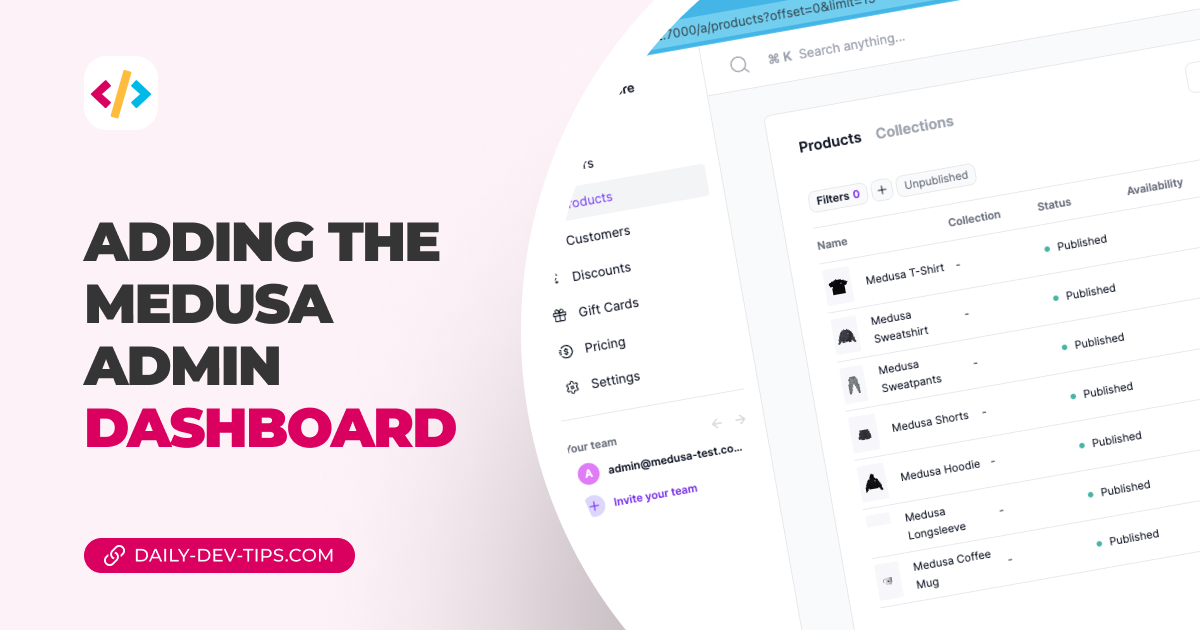 ADDING THE
MEDUSA
ADMIN
DASHBOARD
DAILY-DEV-TIPS.COM
:7000/a/products?offset=0&limit=15
⌘ K Search anything...
Products Collections
Filters 0 + Unpublished
Name Collection Status Availability
Medusa T-Shirt - Published
Medusa
Sweatshirt - Published
Medusa
Sweatpants - Published
Medusa Shorts - Published
Medusa Hoodie - Published
Medusa
Longsleeve - Published
Medusa Coffee
Mug - Published
Customers
Discounts
Gift Cards
Pricing
Settings
Your team
A admin@medusa-test.co...
+ Invite your team